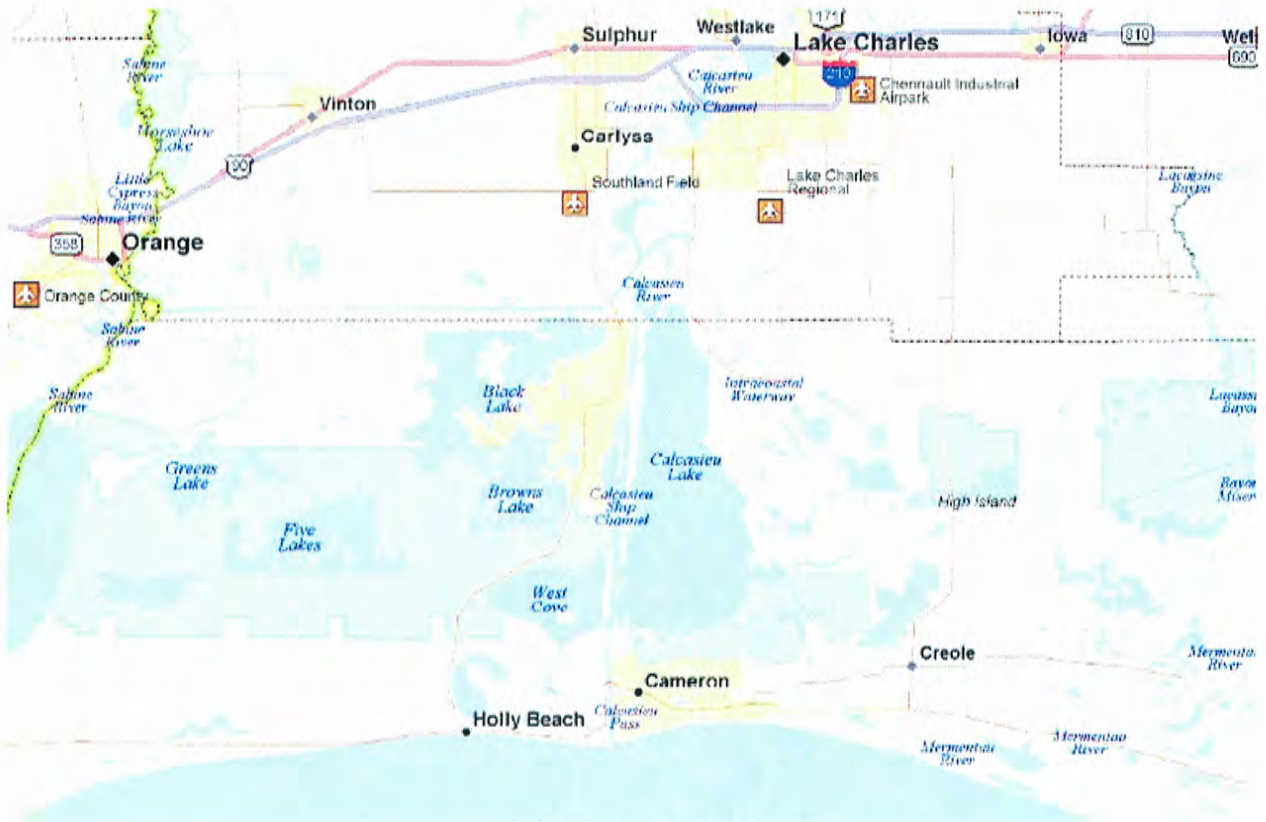 171
Westlake
Sulphur
Lake Charles
Iowa
810
Wel
690
Sabine
River
Calcasieu
River
210
Chennault Industrial
Airpark
Vinton
Calcasieu Ship Channel
Horseshoe
Lake
Carlyss
90
Little
Cypress
Bayou
Sabine River
Southland Field
Lake Charles
Regional
Lacassine
Bayou
358
Orange
Orange County
Calcasieu
River
Sabine
River
Sabine
River
Black
Lake
Intracoastal
Waterway
Lacassi
Bayou
Greens
Lake
Calcasieu
Lake
Browns
Lake
Calcasieu
Ship
Channel
High Island
Bayou
Miser
Five
Lakes
West
Cove
Creole
Mermenta
River
Cameron
Calcasieu
Pass
Holly Beach
Mermentau
River
Mermentau
River